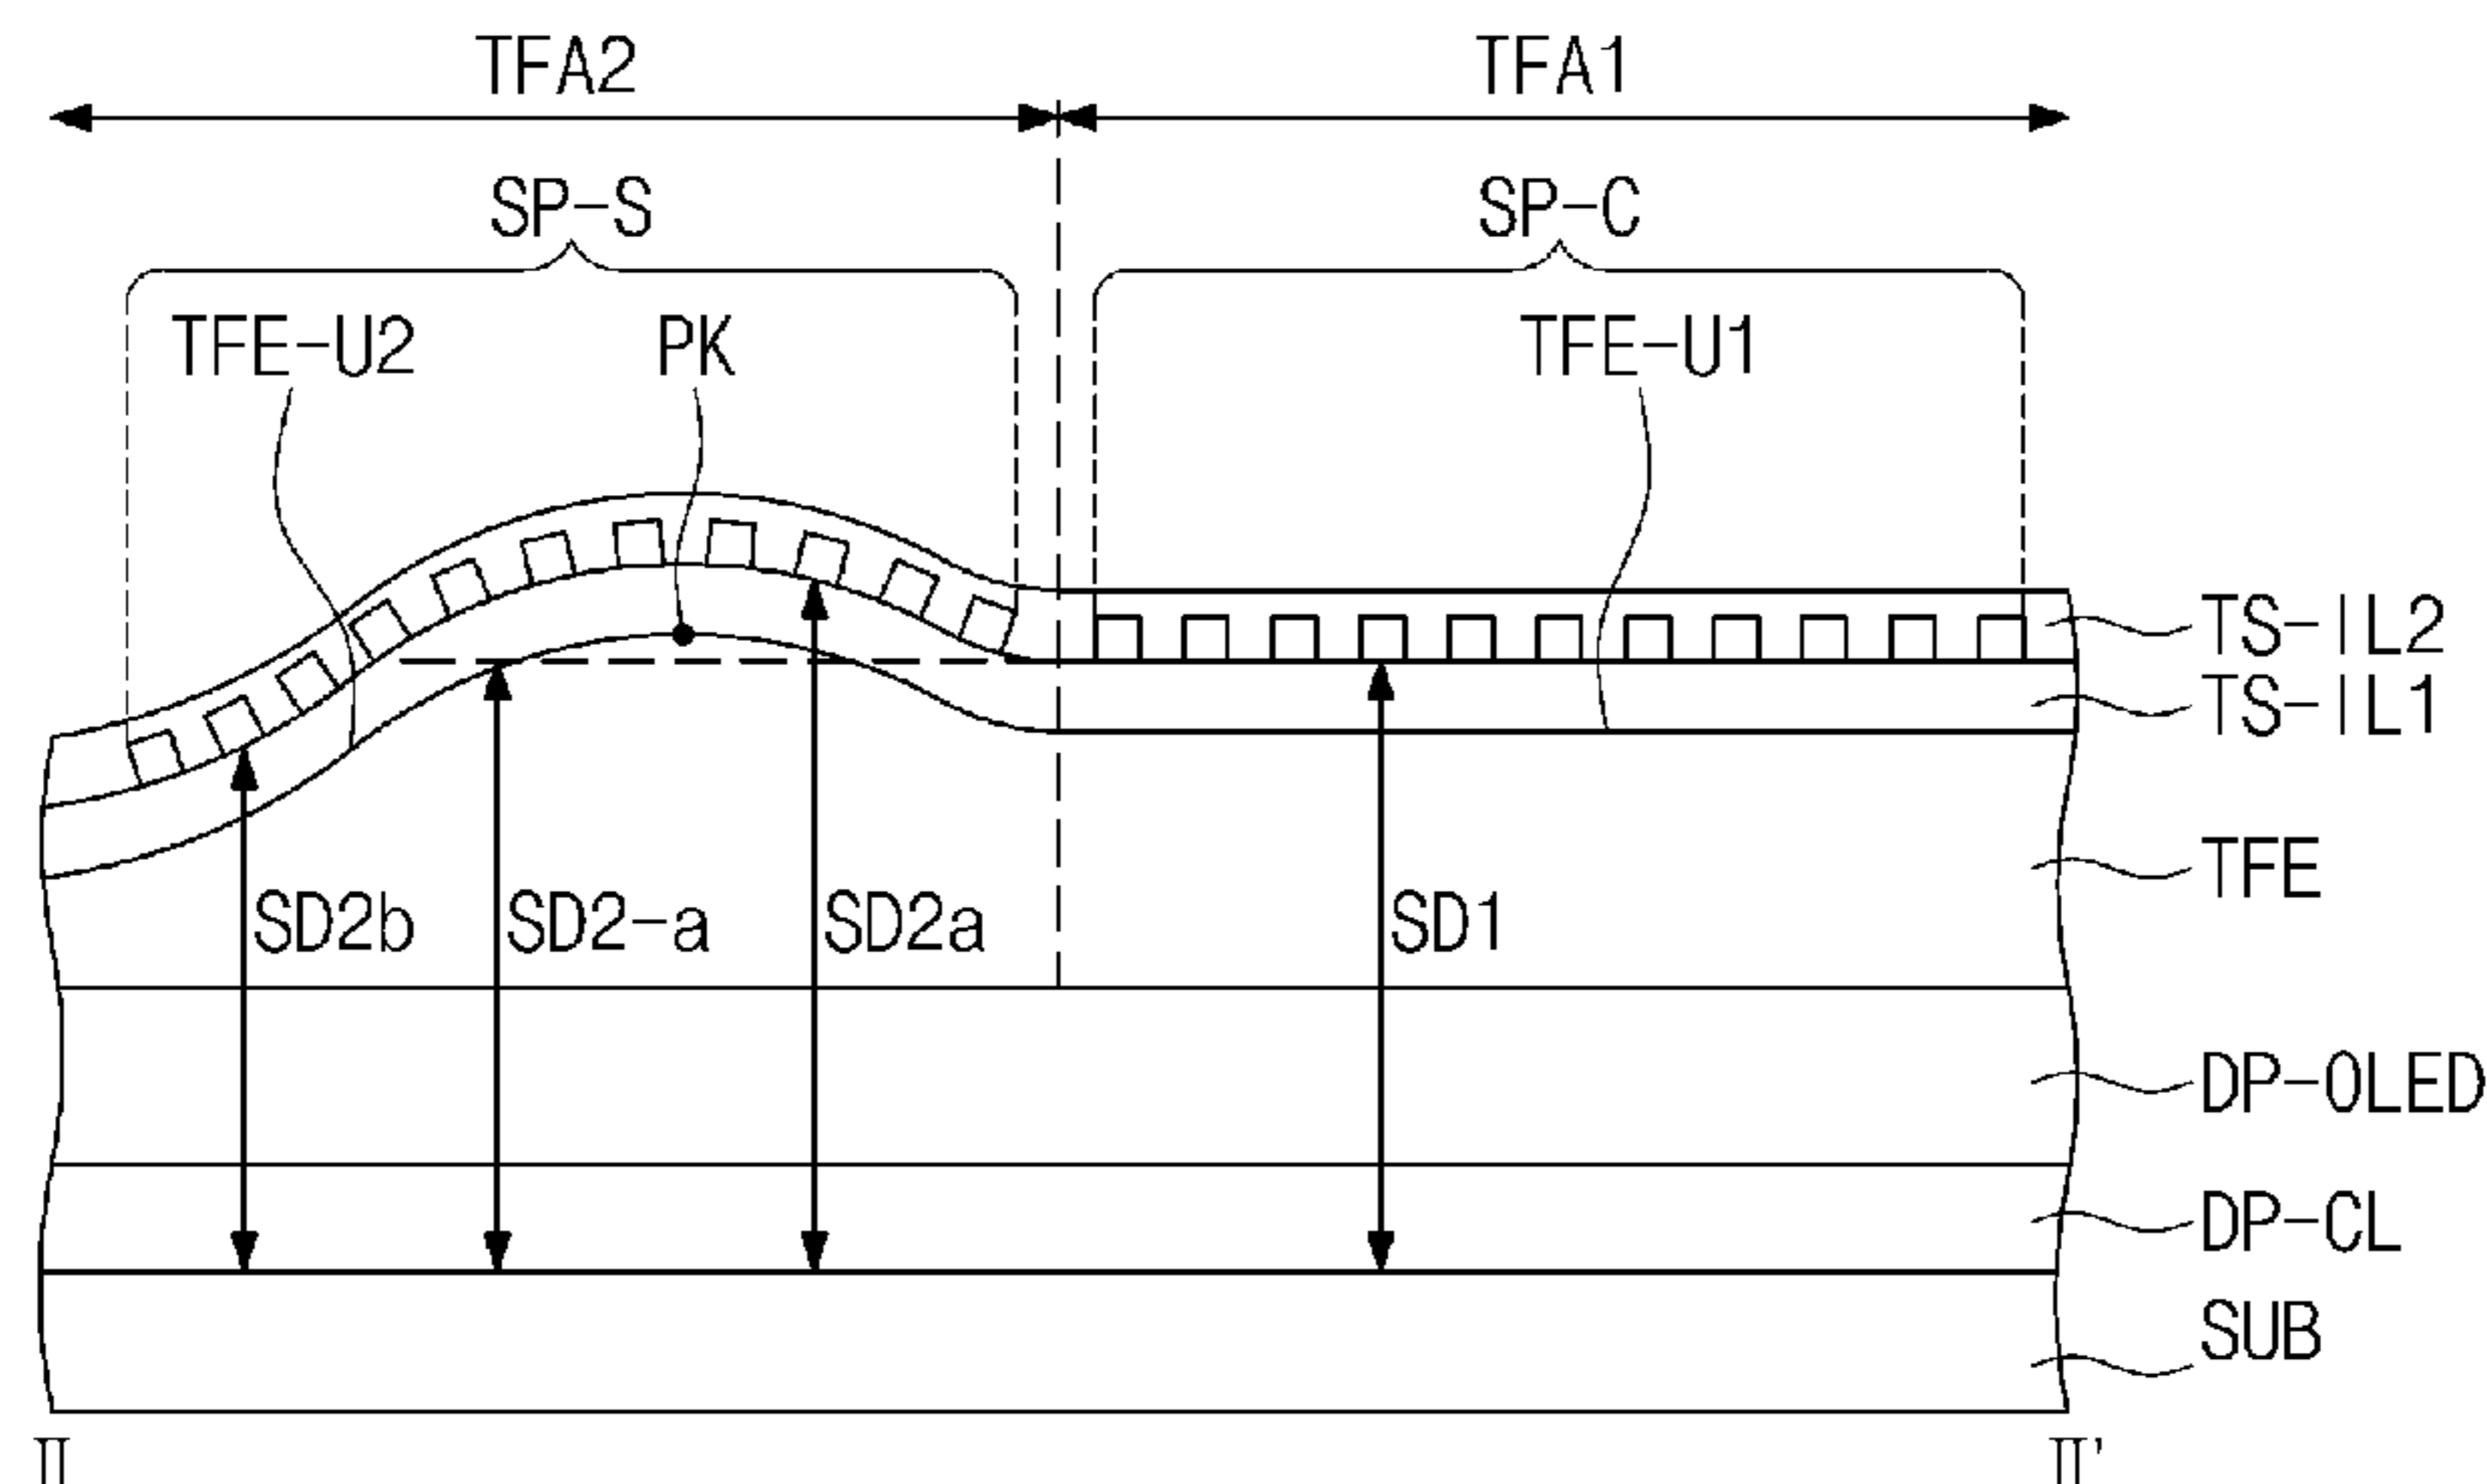 TFA2 TFA1
SP-S SP-C
TFE-U2 PK TFE-U1
TS-IL2
TS-IL1
TFE
SD2b SD2-a SD2a SD1
DP-OLED
DP-CL
SUB
II II'